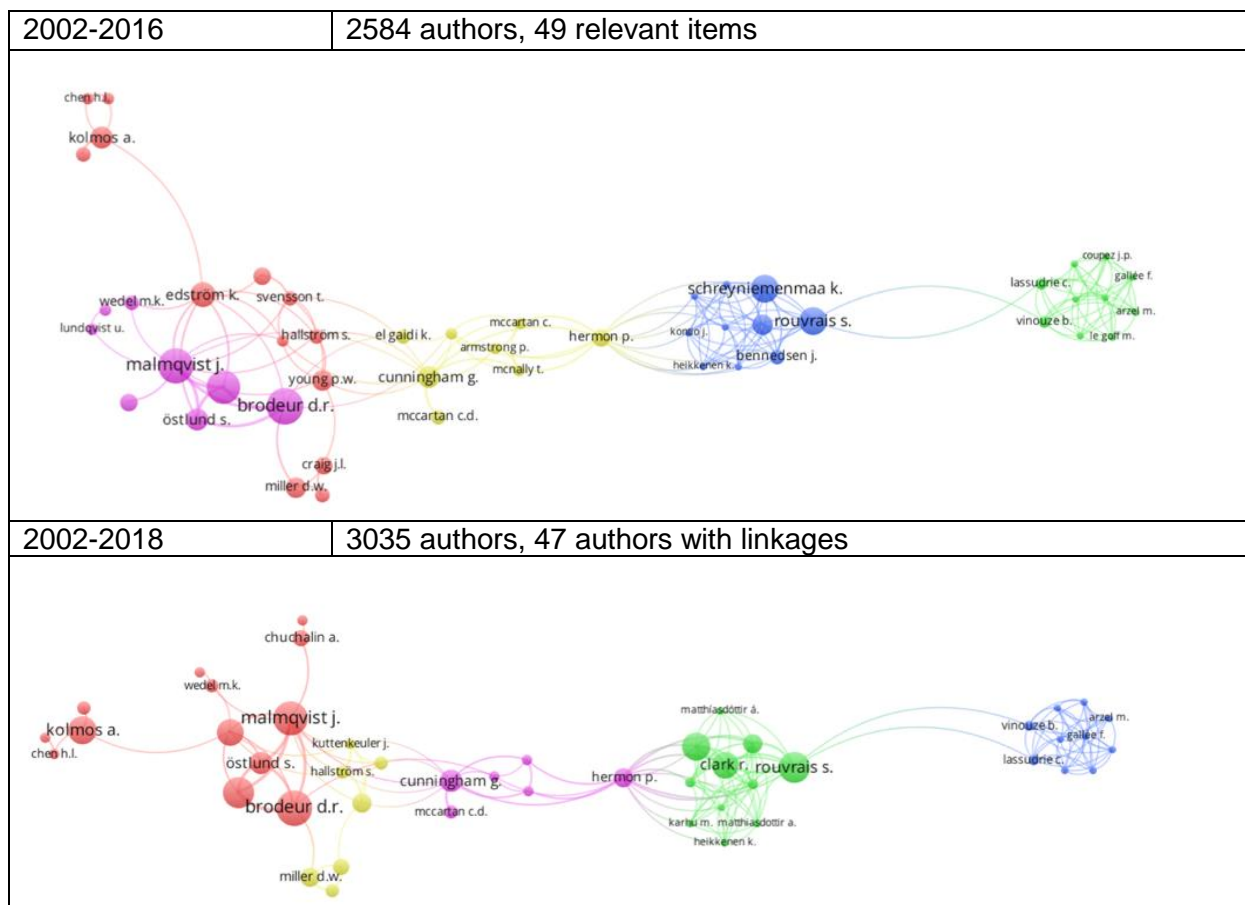 2002-2016 2584 authors, 49 relevant items
chen h.l.
kolmos a.
coupez j.p.
lassudrie c.
gallée f.
wedel m.k.
edström k.
svensson t.
schreyniemenmaa k.
arzel m.
vinouze b.
lundqvist u.
hallström s.
el gaidi k.
mccartan c.
hermon p.
kontio j.
rouvrais s.
le goff m.
armstrong p.
bennedsen j.
malmqvist j.
mcnally t.
heikkenen k.
young p.w.
cunningham g.
brodeur d.r.
östlund s.
mccartan c.d.
craig j.l.
miller d.w.
2002-2018 3035 authors, 47 authors with linkages
chuchalin a.
wedel m.k.
matthíasdóttir á.
malmqvist j.
kolmos a.
vinouze b.
arzel m.
kuttenkeuler j.
gallée f.
chen h.l.
östlund s.
hallström s.
clark r.
rouvrais s.
lassudrie c.
cunningham g.
hermon p.
brodeur d.r.
mccartan c.d.
karhu m.
matthiasdottir a.
heikkenen k.
miller d.w.